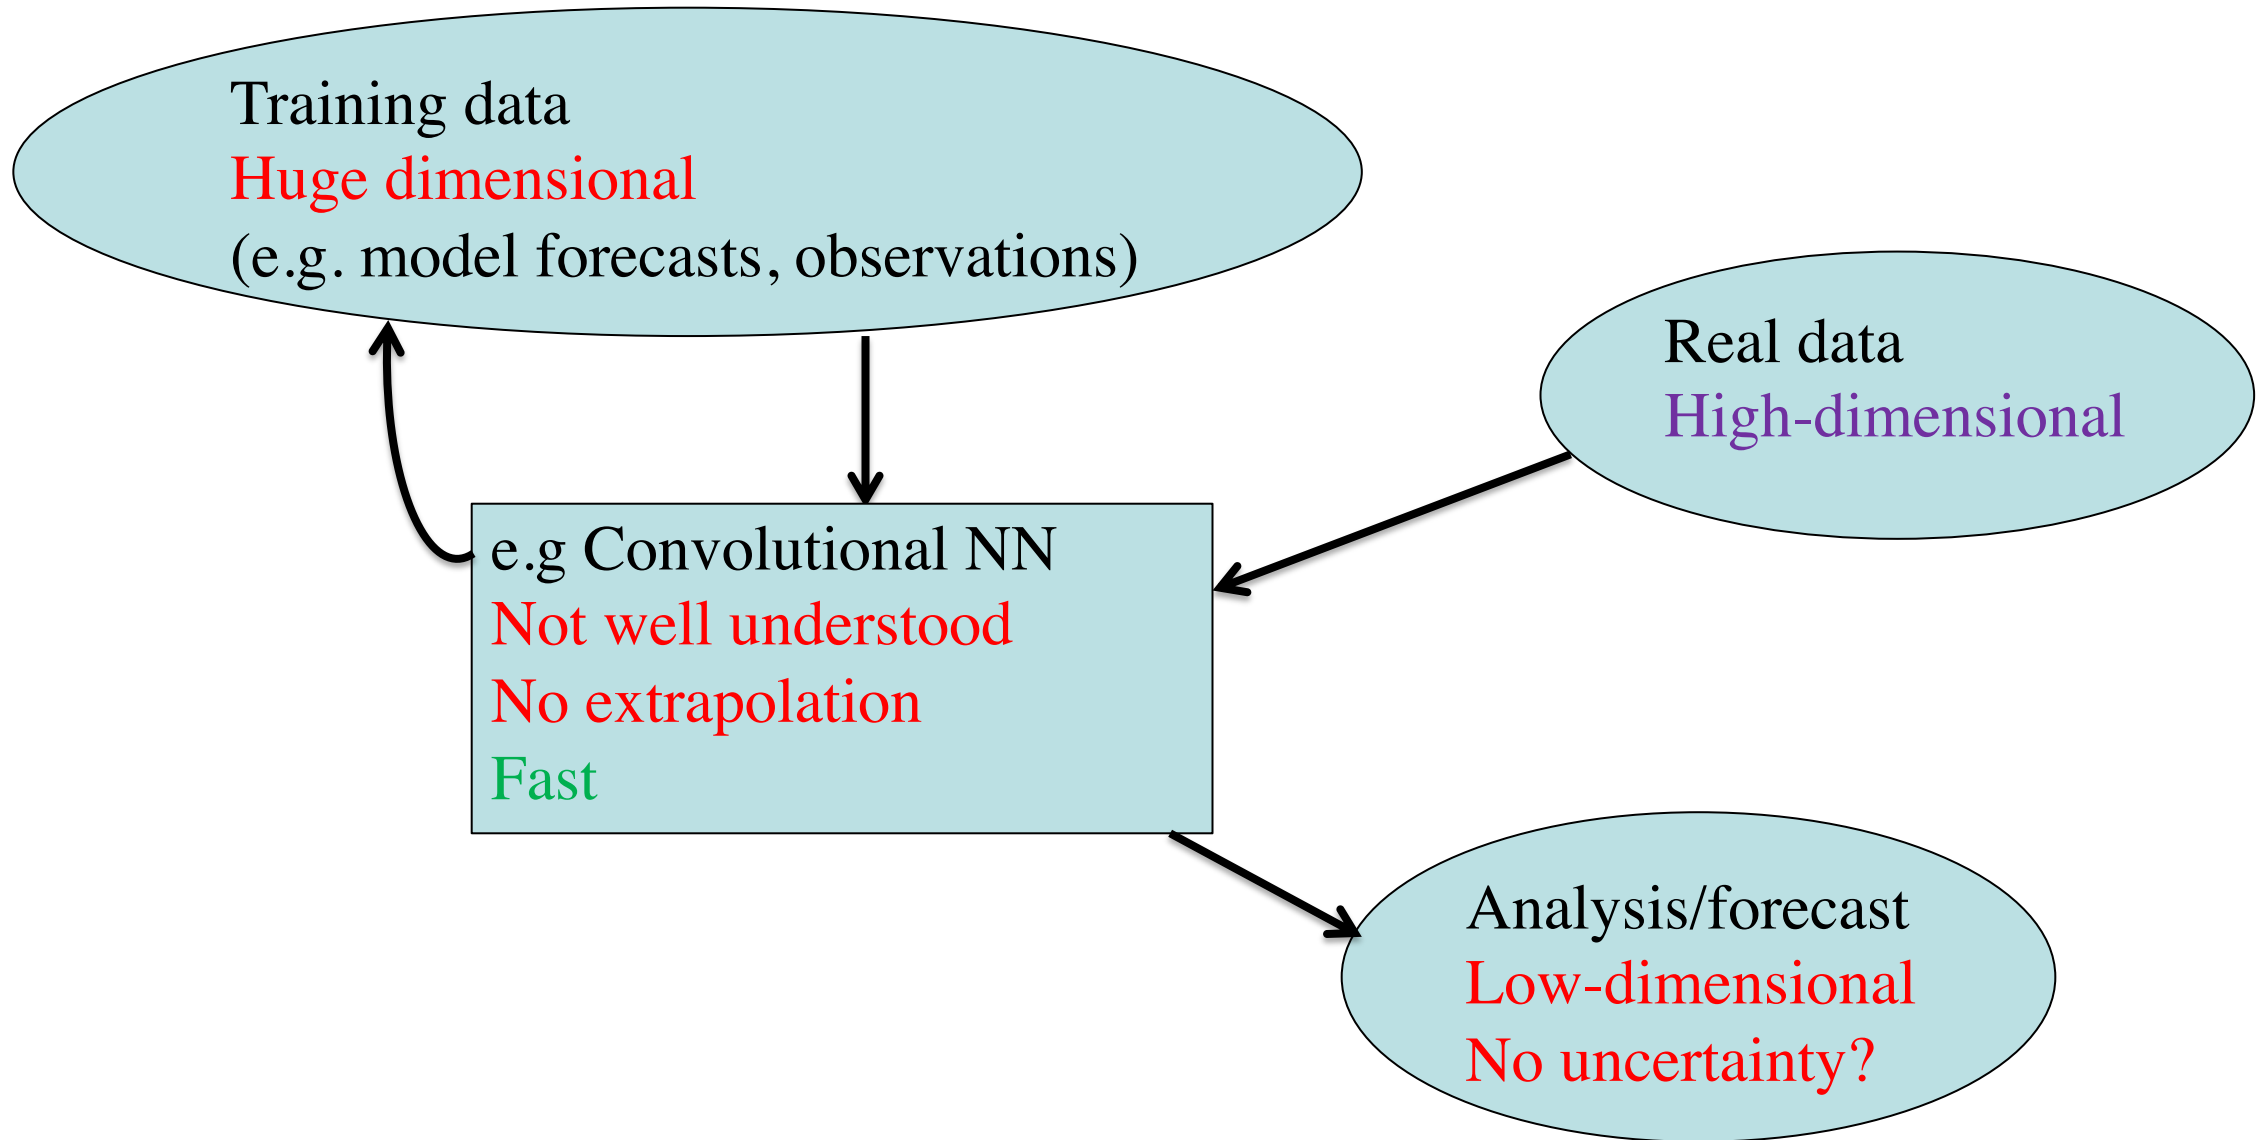 Training data
Huge dimensional
(e.g. model forecasts, observations)
Real data
High-dimensional
e.g Convolutional NN
Not well understood
No extrapolation
Fast
Analysis/forecast
Low-dimensional
No uncertainty?